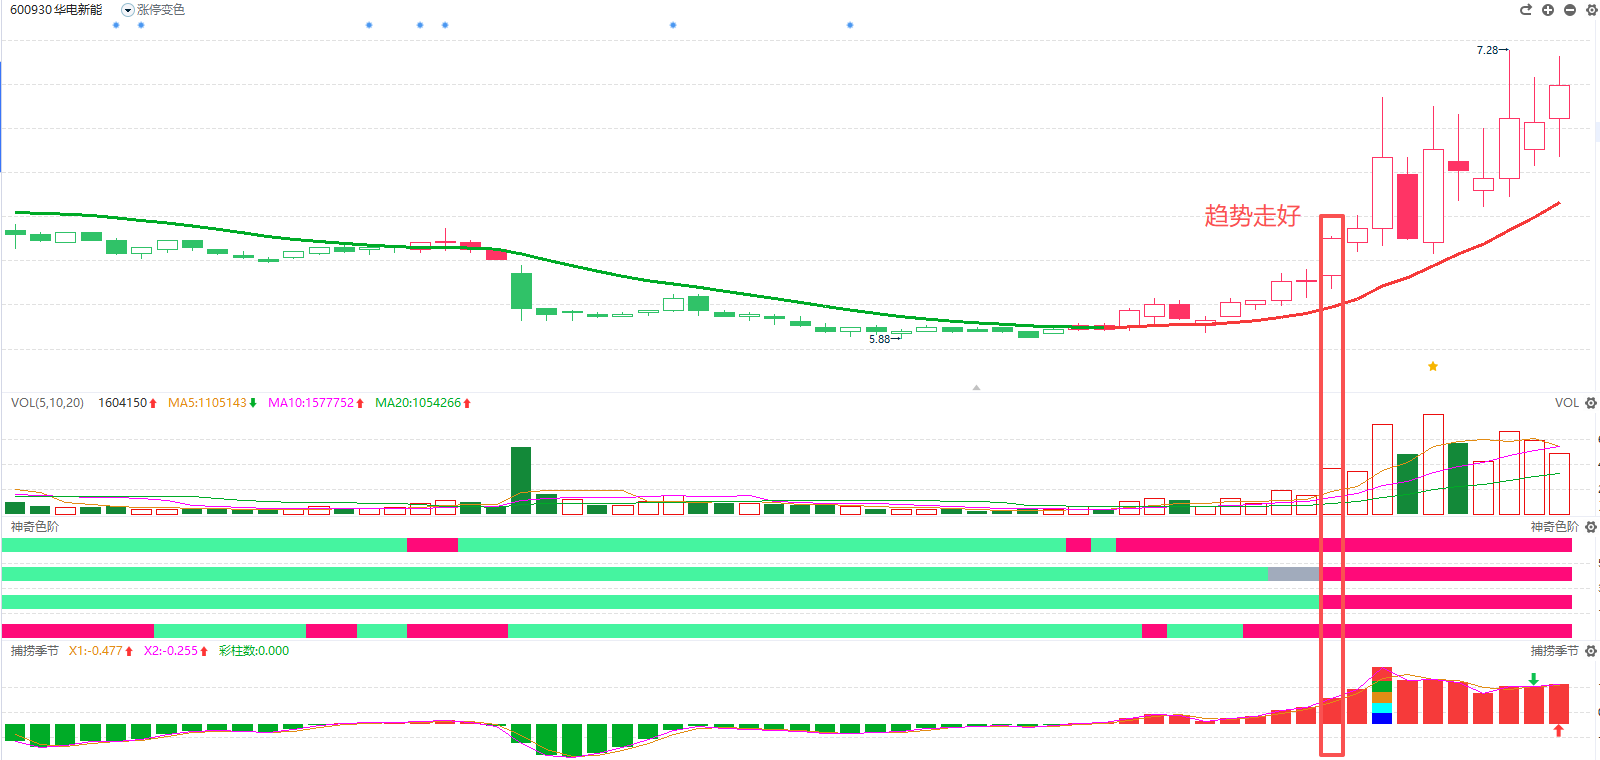 600930 华电新能 涨停变色
7.28
趋势走好
5.88
VOL(5,10,20) 1604150 MA5:1105143 MA10:1577752 MA20:1054266 VOL
神奇色阶 神奇色阶
捕捞季节 X1:-0.477 X2:-0.255 彩柱数:0.000 捕捞季节